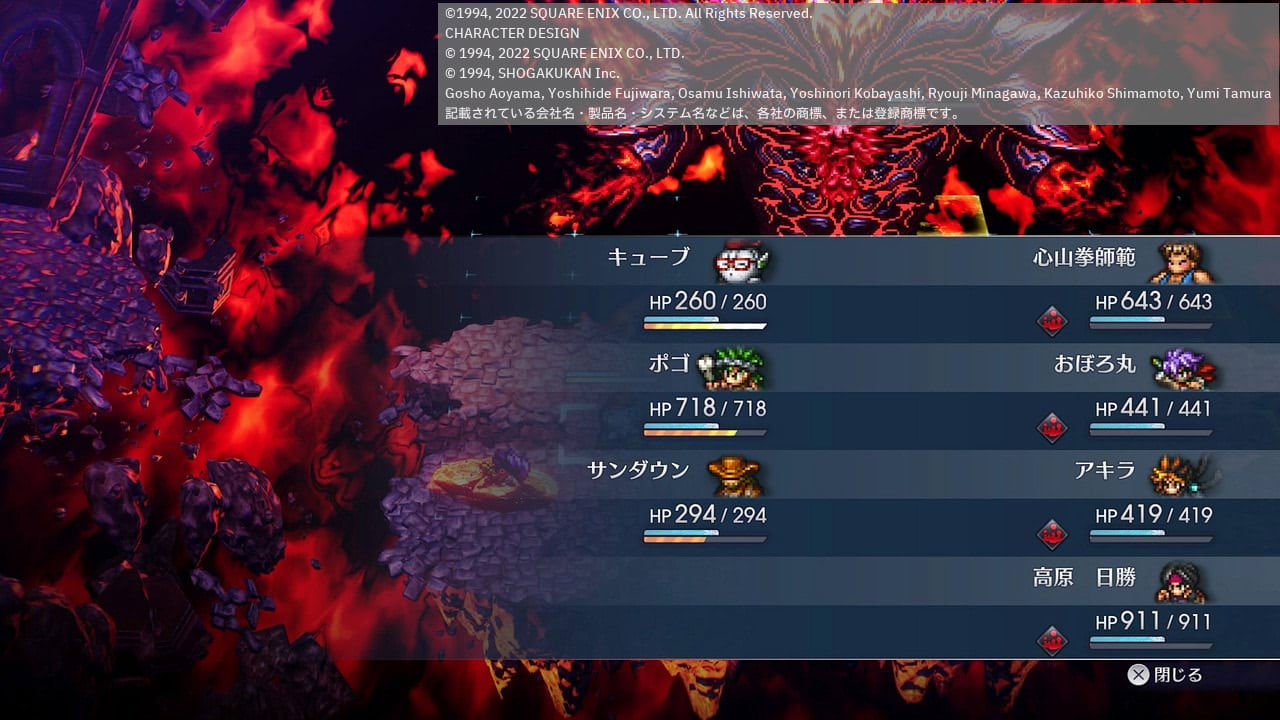 ©1994, 2022 SQUARE ENIX CO., LTD. All Rights Reserved.
CHARACTER DESIGN
© 1994, 2022 SQUARE ENIX CO., LTD.
© 1994, SHOGAKUKAN Inc.
Gosho Aoyama, Yoshihide Fujiwara, Osamu Ishiwata, Yoshinori Kobayashi, Ryouji Minagawa, Kazuhiko Shimamoto, Yumi Tamura
記載されている会社名・製品名・システム名などは、各社の商標、または登録商標です。
キューブ
HP 260 / 260
ポゴ
HP 718 / 718
サンダウン
HP 294 / 294
心山拳師範
HP 643 / 643
おぼろ丸
HP 441 / 441
アキラ
HP 419 / 419
高原　日勝
HP 911 / 911
閉じる